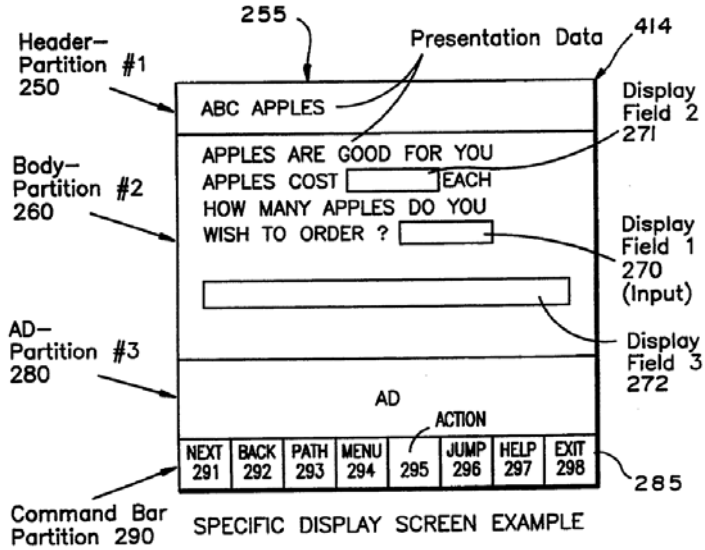 255
Presentation Data
414
Header—
Partition #1
250
ABC APPLES
Display
Field 2
271
Body-
Partition #2
260
APPLES ARE GOOD FOR YOU
APPLES COST EACH
HOW MANY APPLES DO YOU
WISH TO ORDER ?
Display
Field 1
270
(Input)
AD—
Partition #3
280
Display
Field 3
272
AD
ACTION
NEXT BACK PATH MENU JUMP HELP EXIT
291 292 293 294 295 296 297 298
285
Command Bar
Partition 290
SPECIFIC DISPLAY SCREEN EXAMPLE